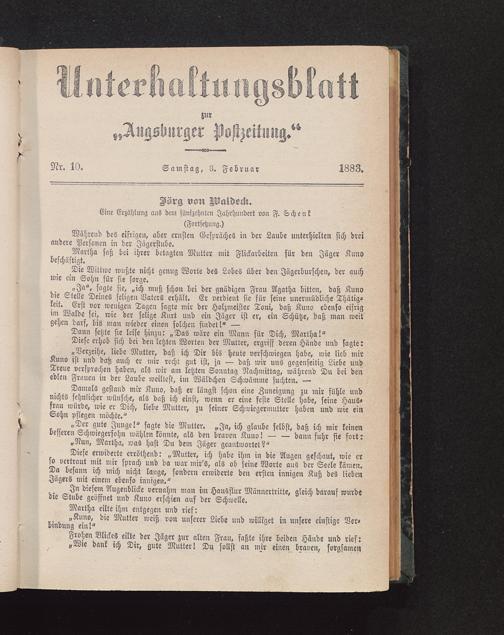 Unterhaltungsblatt
zur
„Augsburger Postzeitung.“
Nr. 10. Samstag, 3. Februar 1883.
Jörg von Waldeck.
Eine Erzählung aus dem fünfzehnten Jahrhundert von F. Schenk
(Fortsetzung.)
Während des eifrigen, aber ernsten Gespräches in der Laube unterhielten sich drei
andere Personen in der Jägerstube.
Martha saß bei ihrer betagten Mutter mit Flickarbeiten für den Jäger Kuno
beschäftigt.
Die Wittwe wußte nicht genug Worte des Lobes über den Jägerburschen, der auch
wie ein Sohn für sie sorge.
„Ja“, sagte sie, „ich muß schon bei der gnädigen Frau Agatha bitten, daß Kuno
die Stelle Deines seligen Vaters erhält. Er verdient sie für seine unermüdliche Thätig-
keit. Erst vor wenigen Tagen sagte mir der Holzmeister Toni, daß Kuno ebenso eifrig
im Walde sei, wie der selige Kunt und ein Jäger ist er, ein Schütze, daß man weit
gehen darf, bis man wieder einen solchen findet!“ —
Dann setzte sie leise hinzu: „Das wäre ein Mann für Dich, Martha!“
Diese erhob sich bei den letzten Worten der Mutter, ergriff deren Hände und sagte:
„Verzeihe, liebe Mutter, daß ich Dir bis heute verschwiegen habe, wie lieb mir
Kuno ist und daß auch er mir recht gut ist, ja — daß wir uns gegenseitig Liebe und
Treue versprochen haben, als wir am letzten Sonntag Nachmittag, während Du bei den
edlen Frauen in der Laube weiltest, im Wäldchen Schwämme suchten. —
Damals gestand mir Kuno, daß er längst schon eine Zuneigung zu mir fühle und
nichts sehnlicher wünsche, als daß ich einst, wenn er eine feste Stelle habe, seine Haus-
frau würde, wie er Dich, liebe Mutter, zu seiner Schwiegermutter haben und wie ein
Sohn pflegen möchte.“
„Der gute Junge!“ sagte die Mutter. „Ja, ich glaube selbst, daß ich mir keinen
besseren Schwiegersohn wählen könnte, als den braven Kuno! — — dann fuhr sie fort:
„Nun, Martha, was hast Du dem Jäger geantwortet?“
Diese erwiderte erröthend: „Mutter, ich habe ihm in die Augen geschaut, wie er
so vertraut mit mir sprach und da war mir's, als ob seine Worte aus der Seele kämen.
Da besann ich mich nicht lange, sondern erwiderte den ersten innigen Kuß des lieben
Jägers mit einem ebenso innigen.“
In diesem Augenblicke vernahm man im Hausflur Männertritte, gleich darauf wurde
die Stube geöffnet und Kuno erschien auf der Schwelle.
Martha eilte ihm entgegen und rief:
„Kuno, die Mutter weiß von unserer Liebe und williget in unsere einstige Ver-
bindung ein!“
Frohen Blickes eilte der Jäger zur alten Frau, faßte ihre beiden Hände und rief:
„Wie dank ich Dir, gute Mutter! Du sollst an mir einen braven, sorgsamen